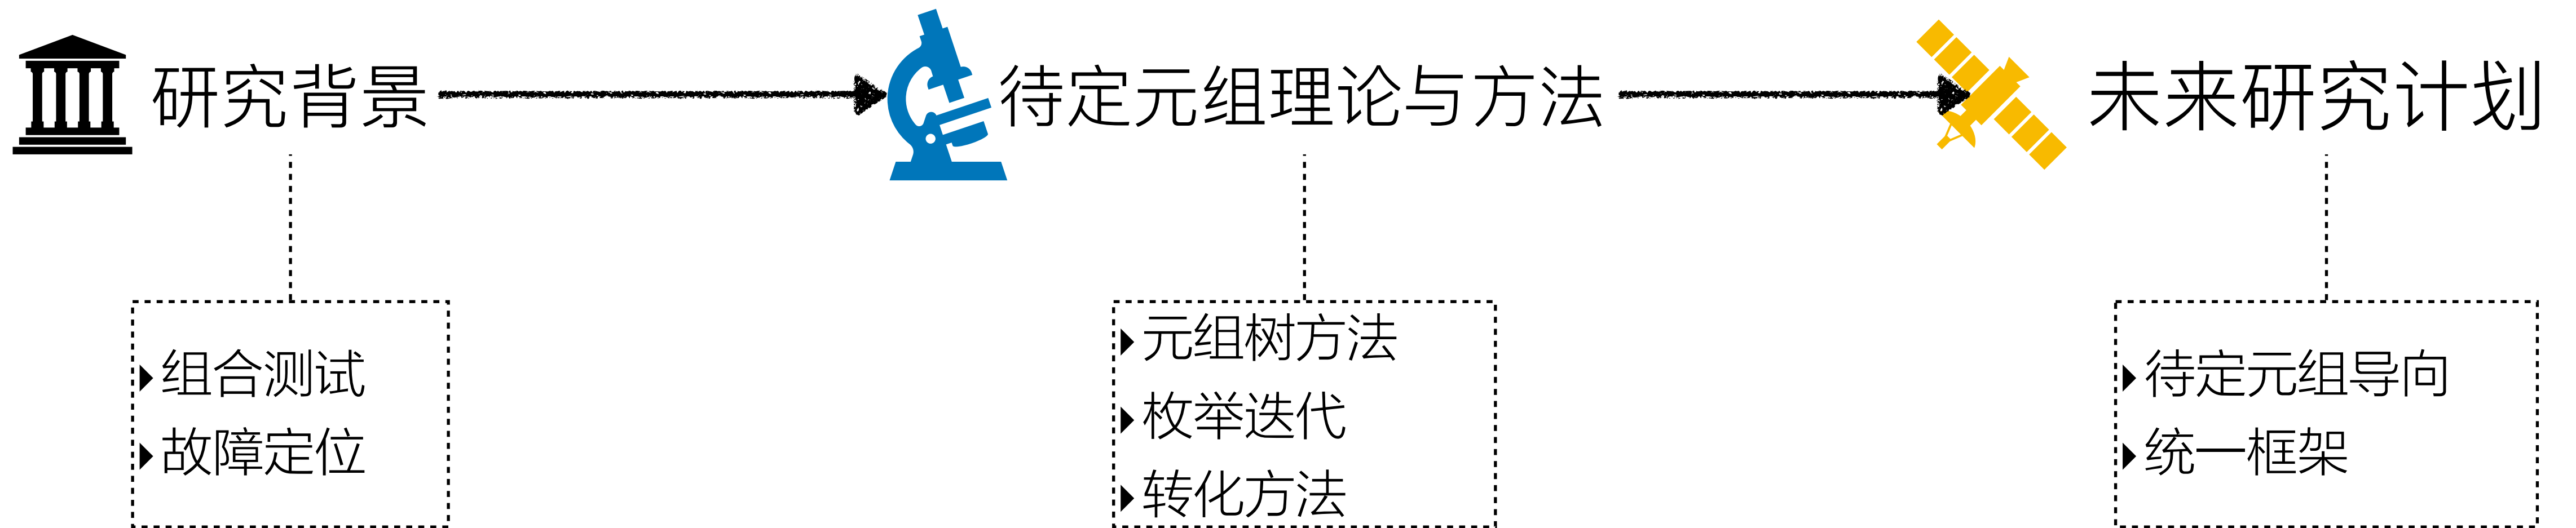 研究背景
待定元组理论与方法
未来研究计划
组合测试
故障定位
元组树方法
枚举迭代
转化方法
待定元组导向
统一框架